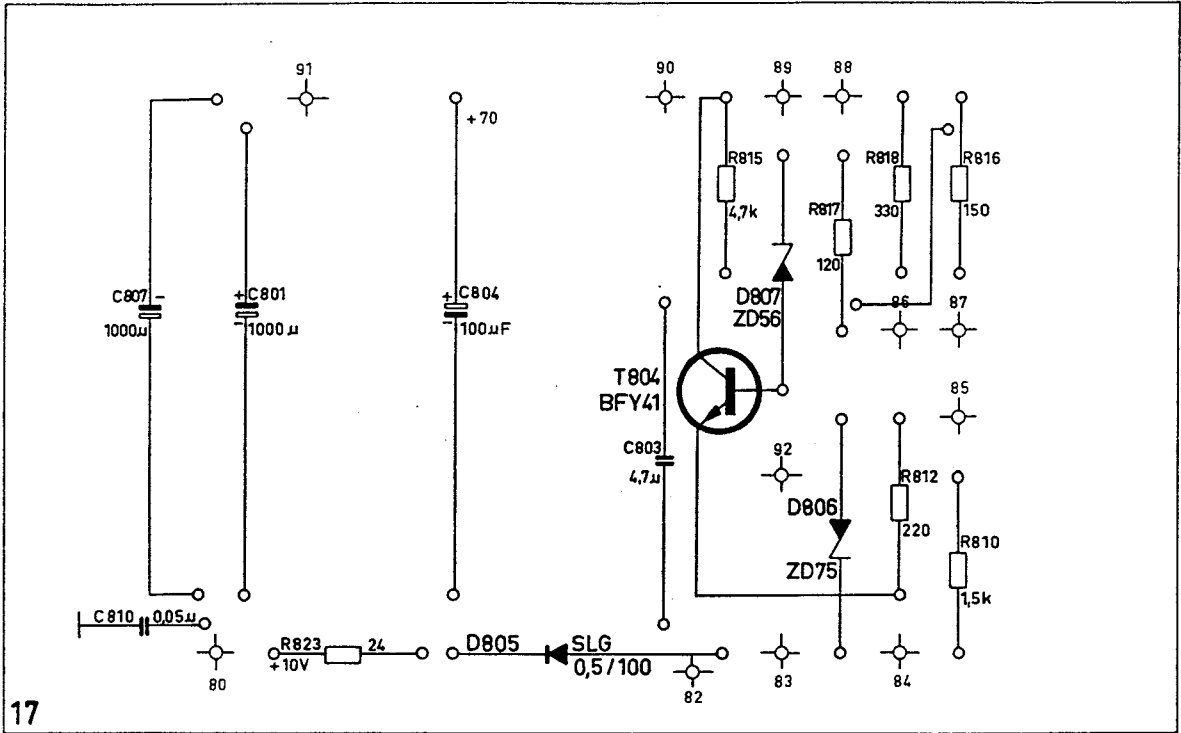 91
90
89
88
+70
R815
4,7k
R817
120
R818
330
R816
150
C807 -
1000µ
+ C801
- 1000 µ
+ C804
- 100µF
D807
ZD56
86
87
T804
BFY41
85
C803
4,7µ
92
D806
ZD75
R812
220
R810
1,5k
C810 0,05µ
80
R823 24
+10V
D805 SLG
0,5/100
82
83
84
17